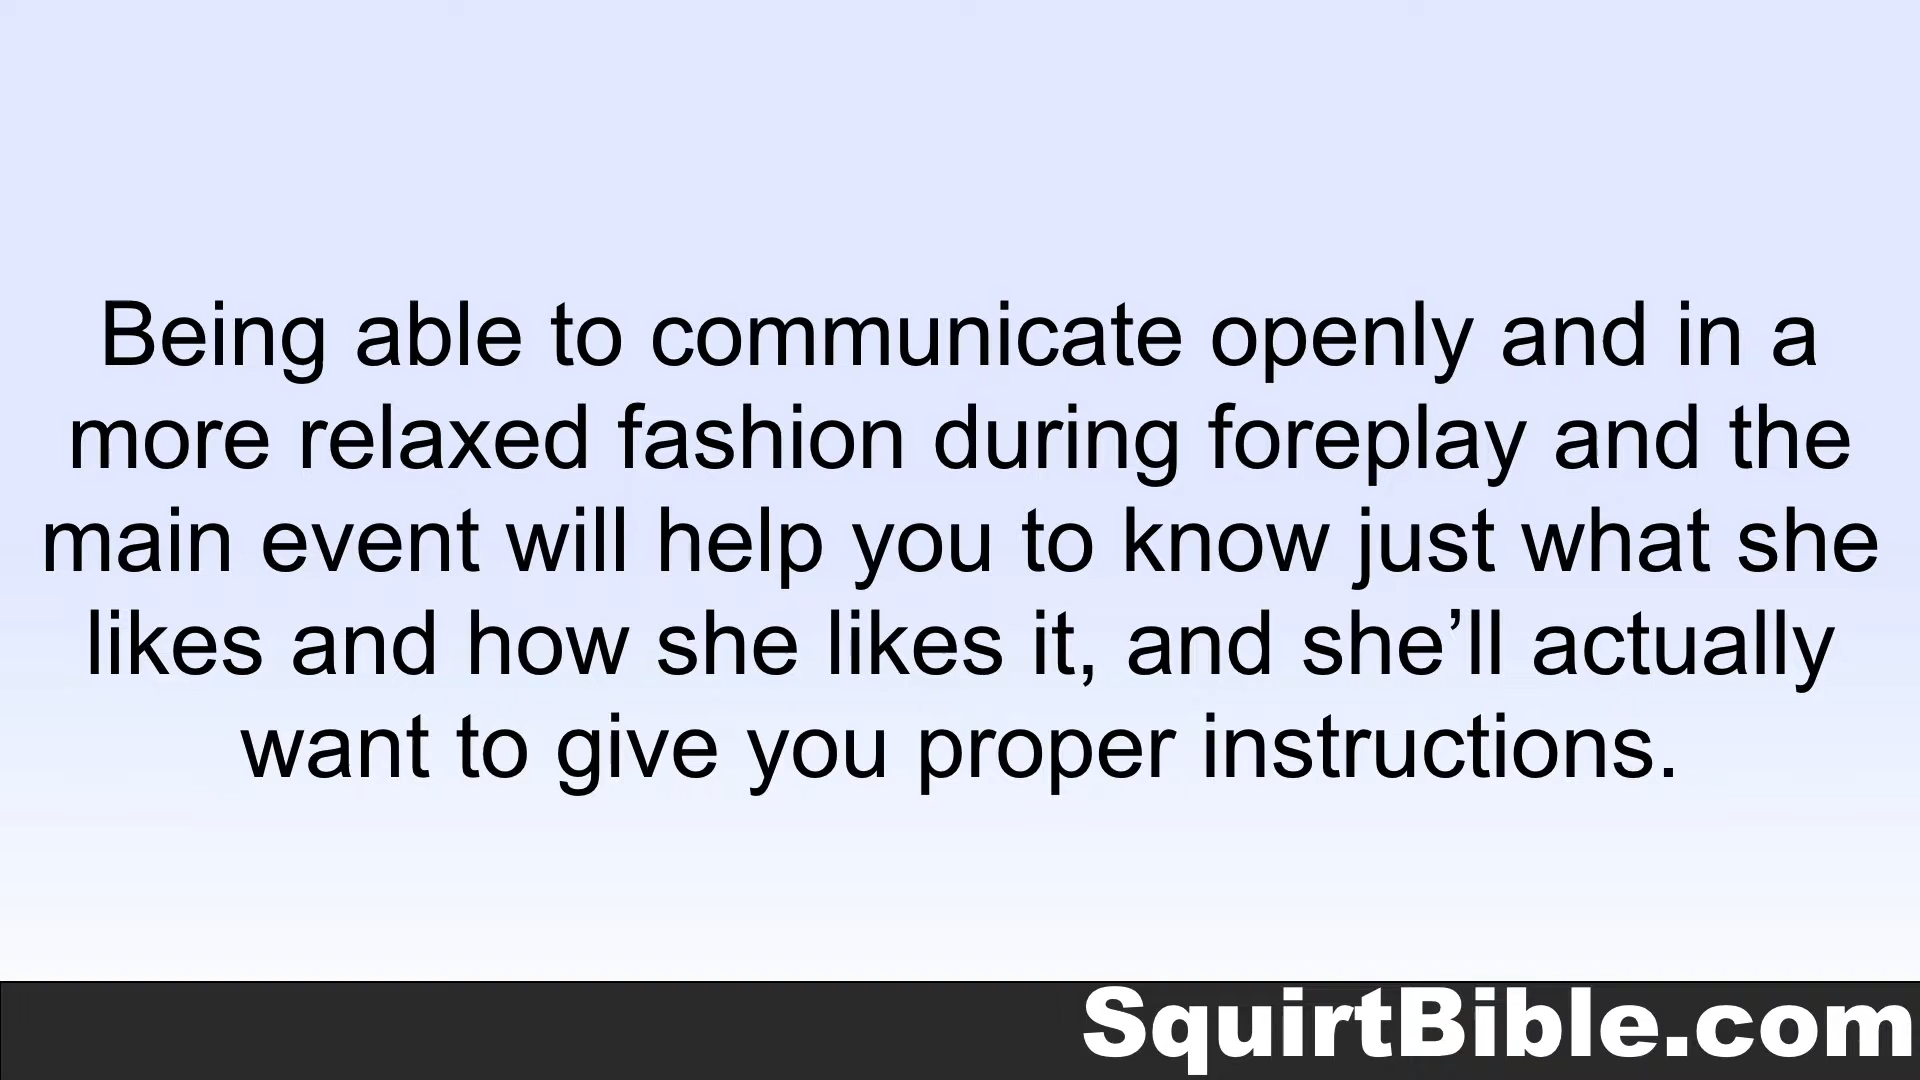 Being able to communicate openly and in a
more relaxed fashion during foreplay and the
main event will help you to know just what she
likes and how she likes it, and she’ll actually
want to give you proper instructions.
SquirtBible.com